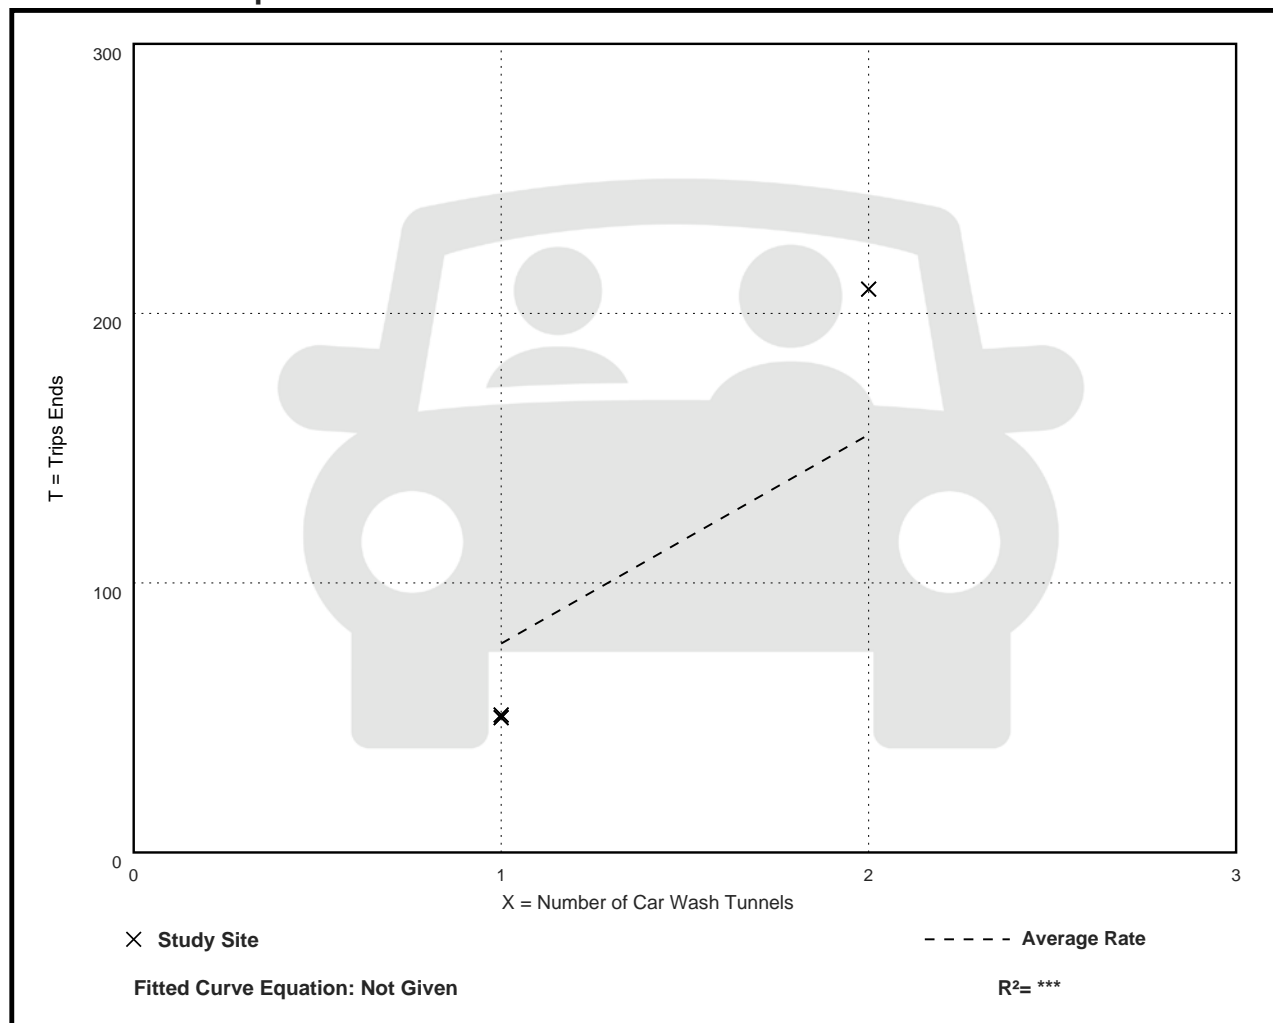 300
200
100
0
T = Trips Ends
0 1 2 3
X = Number of Car Wash Tunnels
Study Site
Average Rate
Fitted Curve Equation: Not Given
R²= ***